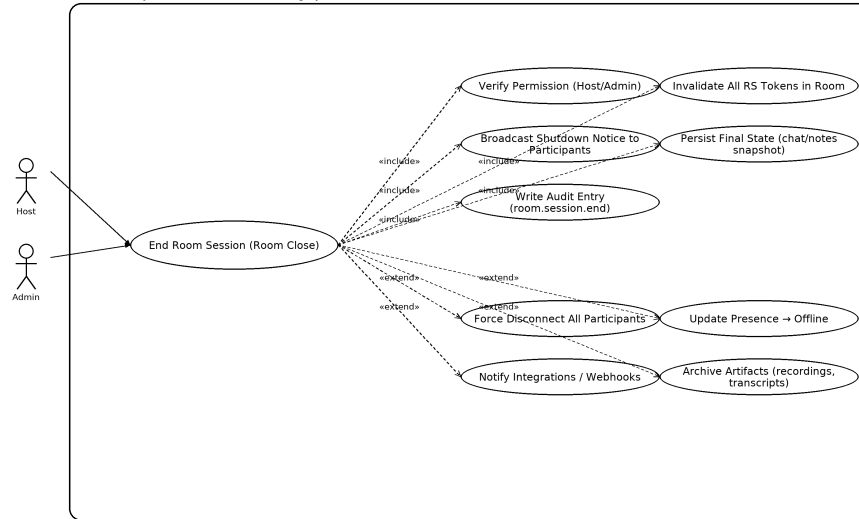 Verify Permission (Host/Admin)
Invalidate All RS Tokens in Room
Broadcast Shutdown Notice to
Participants
Persist Final State (chat/notes
snapshot)
«include»
«include»
«include»
«include»
«include»
Write Audit Entry
(room.session.end)
Host
End Room Session (Room Close)
Admin
«extend»
«extend»
«extend»
«extend»
Force Disconnect All Participants
Update Presence → Offline
Notify Integrations / Webhooks
Archive Artifacts (recordings,
transcripts)